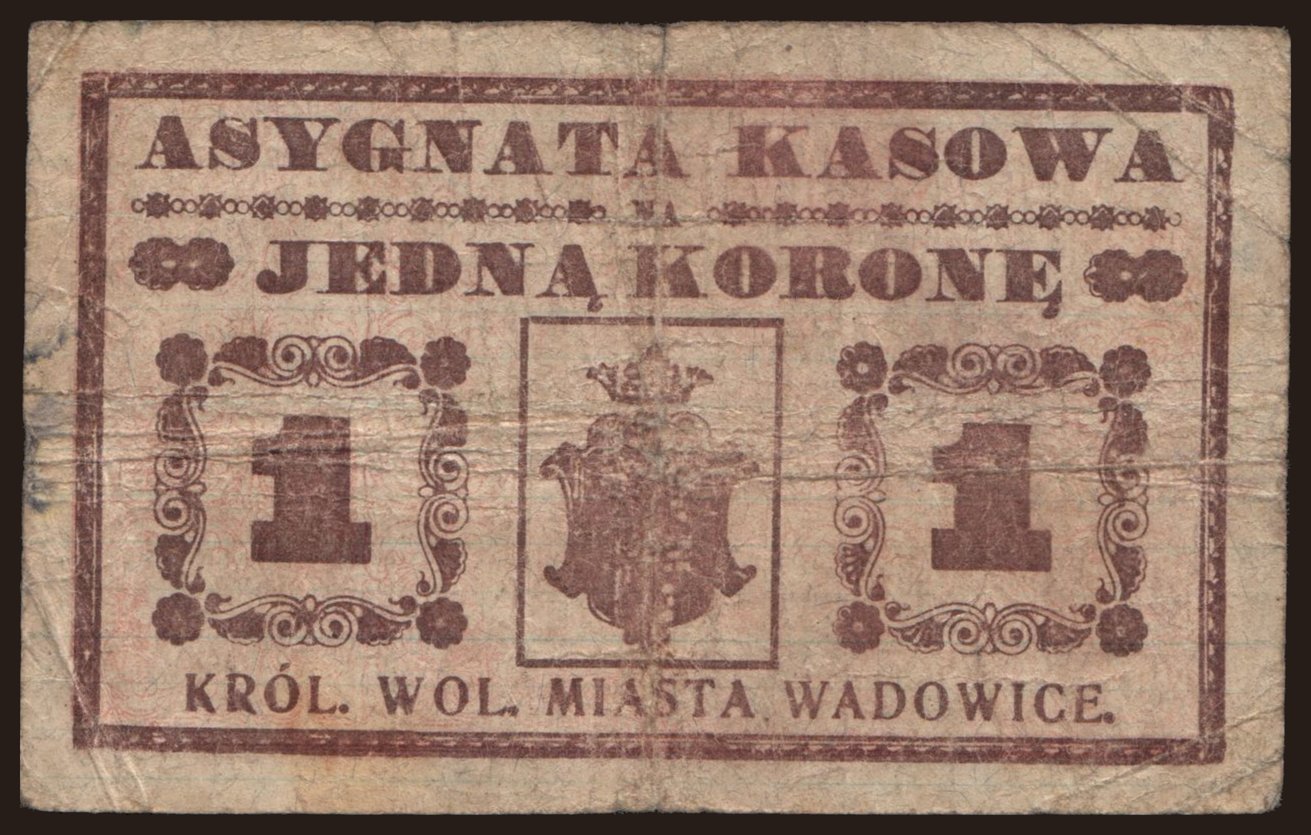 ASYGNATA KASOWA
NA
JEDNĄ KORONĘ
1 1
KRÓL. WOL. MIASTA WADOWICE.